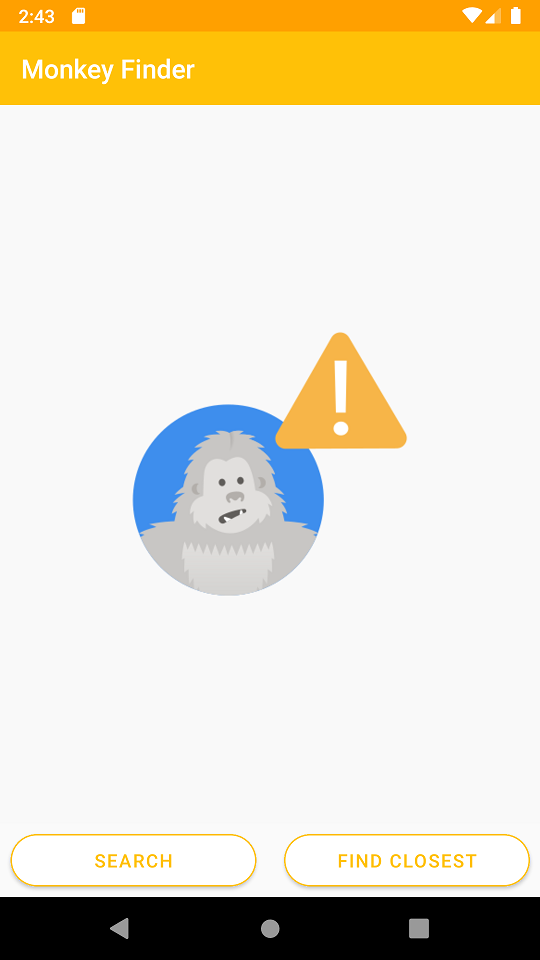 2:43
Monkey Finder
!
SEARCH
FIND CLOSEST